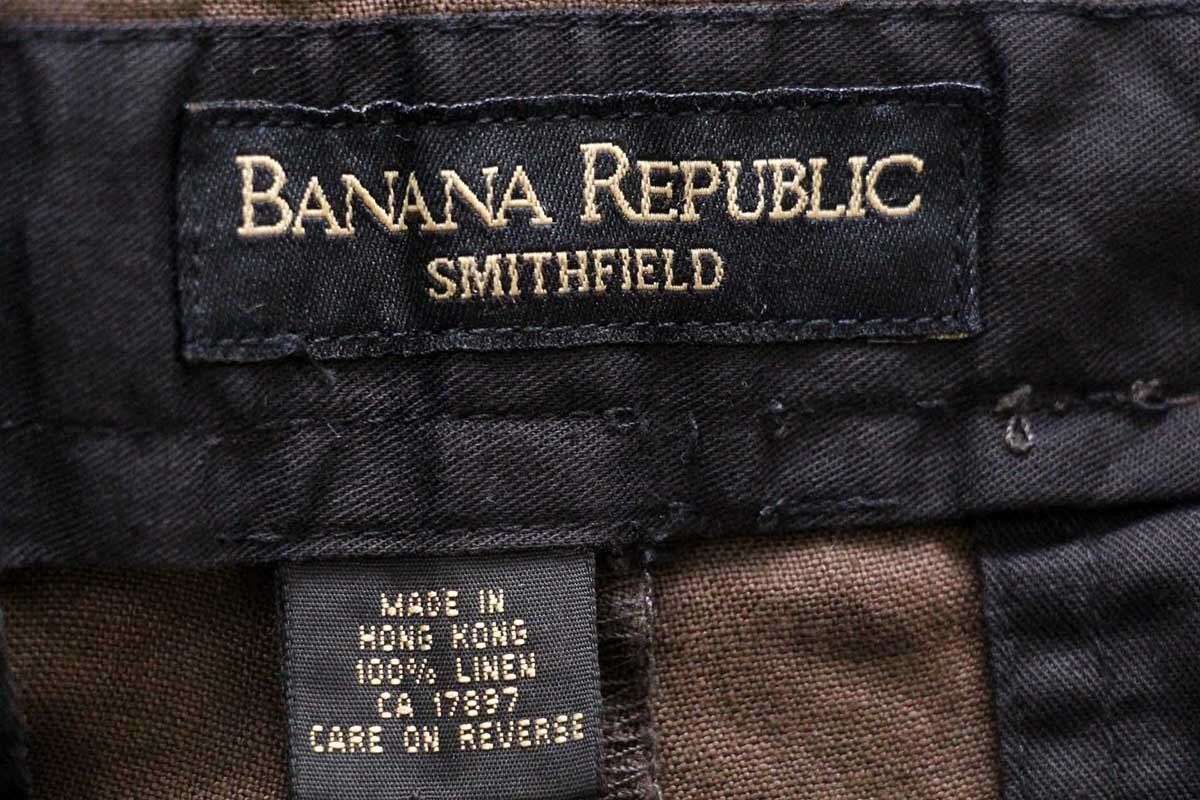 BANANA REPUBLIC
SMITHFIELD
MADE IN
HONG KONG
100% LINEN
CA 17897
CARE ON REVERSE